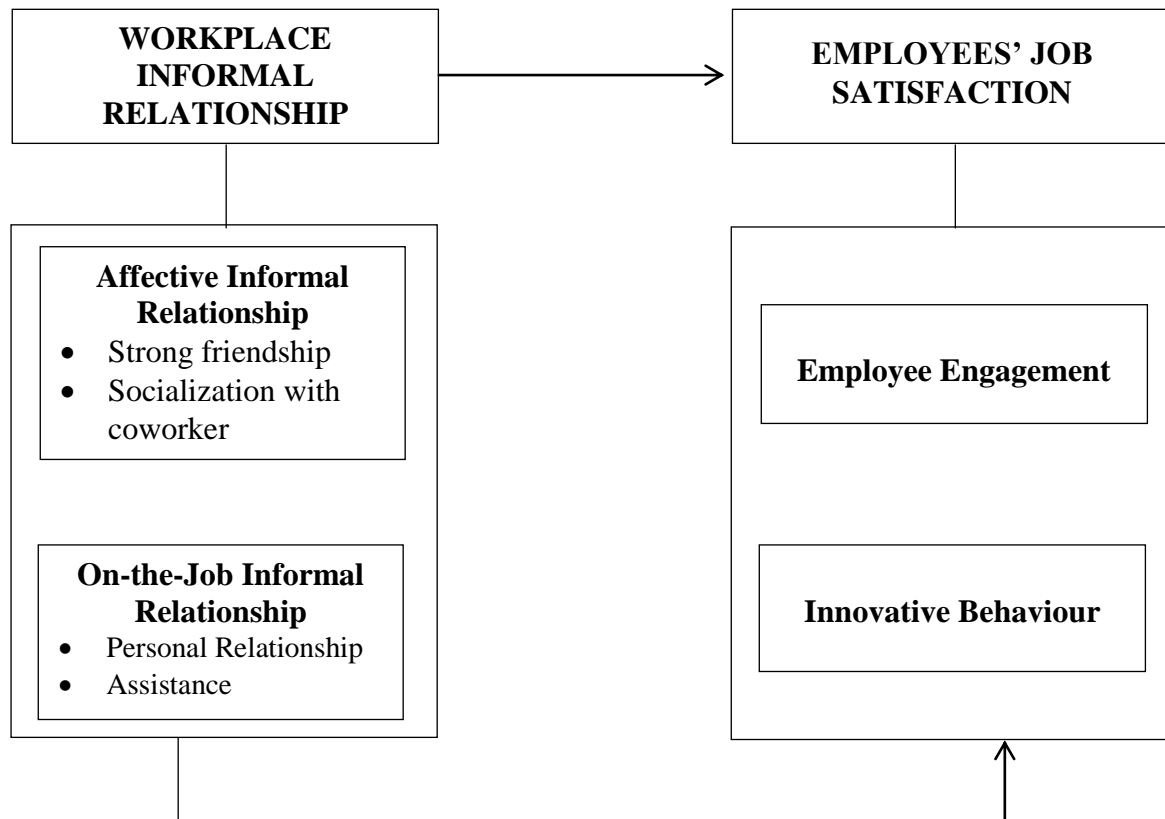 WORKPLACE
INFORMAL
RELATIONSHIP
EMPLOYEES’ JOB
SATISFACTION
Affective Informal
Relationship
• Strong friendship
• Socialization with
coworker
On-the-Job Informal
Relationship
• Personal Relationship
• Assistance
Employee Engagement
Innovative Behaviour